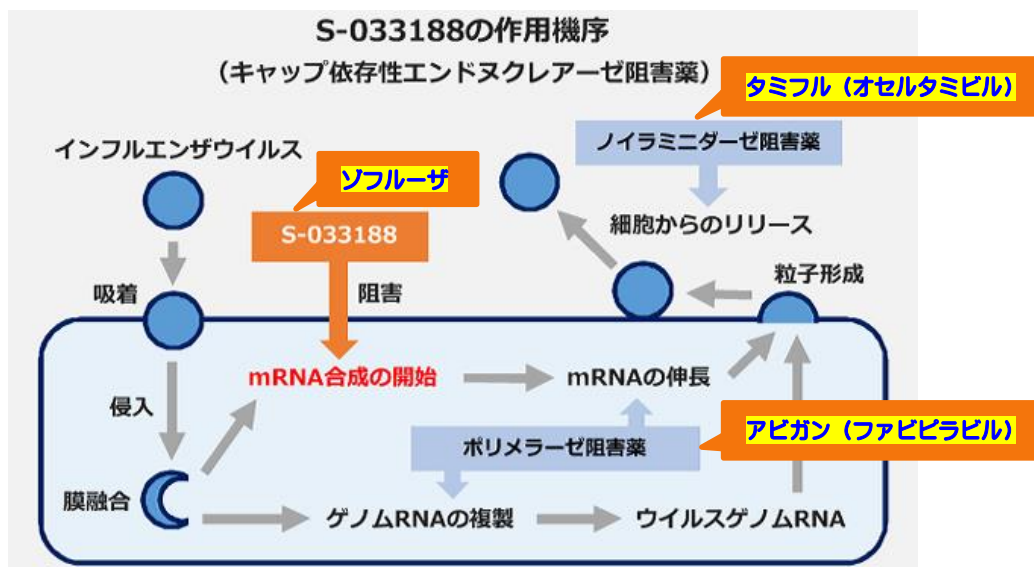 S-033188の作用機序
（キャップ依存性エンドヌクレアーゼ阻害薬）
タミフル（オセルタミビル）
ノイラミニダーゼ阻害薬
インフルエンザウイルス
ゾフルーザ
S-033188
細胞からのリリース
粒子形成
吸着
阻害
mRNA合成の開始
mRNAの伸長
侵入
アビガン（ファビピラビル）
ポリメラーゼ阻害薬
膜融合
ゲノムRNAの複製
ウイルスゲノムRNA